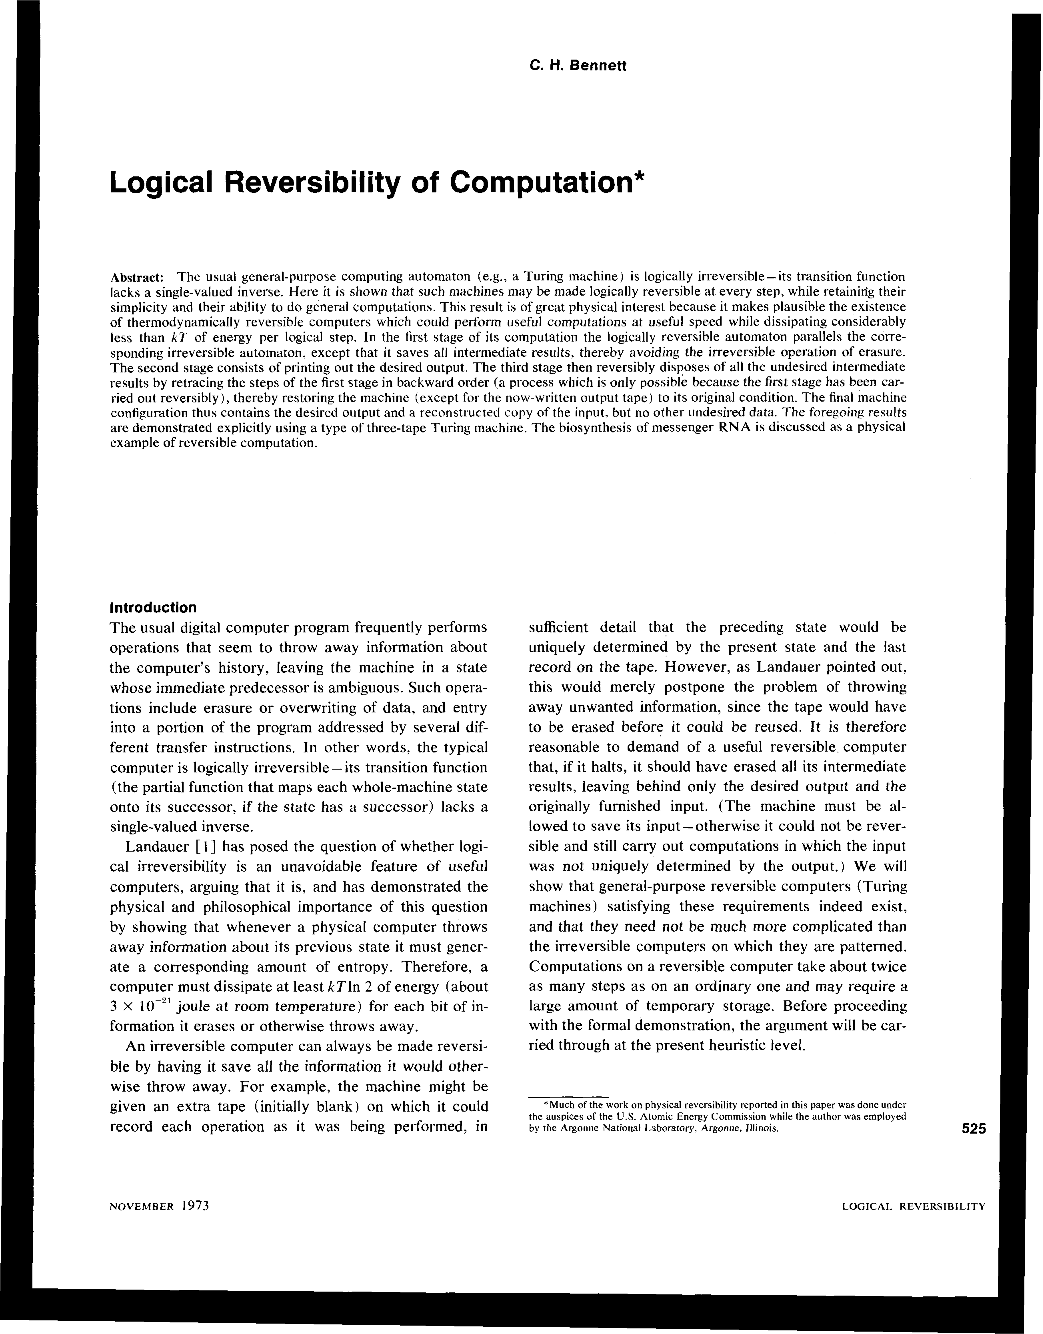 C. H. Bennett
Logical Reversibility of Computation*
Abstract: The usual general-purpose computing automaton (e.g., a Turing machine) is logically irreversible—its transition function
lacks a single-valued inverse. Here it is shown that such machines may be made logically reversible at every step, while retaining their
simplicity and their ability to do general computations. This result is of great physical interest because it makes plausible the existence
of thermodynamically reversible computers which could perform useful computations at useful speed while dissipating considerably
less than kT of energy per logical step. In the first stage of its computation the logically reversible automaton parallels the corre-
sponding irreversible automaton, except that it saves all intermediate results, thereby avoiding the irreversible operation of erasure.
The second stage consists of printing out the desired output. The third stage then reversibly disposes of all the undesired intermediate
results by retracing the steps of the first stage in backward order (a process which is only possible because the first stage has been car-
ried out reversibly), thereby restoring the machine (except for the now-written output tape) to its original condition. The final machine
configuration thus contains the desired output and a reconstructed copy of the input, but no other undesired data. The foregoing results
are demonstrated explicitly using a type of three-tape Turing machine. The biosynthesis of messenger RNA is discussed as a physical
example of reversible computation.
Introduction
The usual digital computer program frequently performs
operations that seem to throw away information about
the computer's history, leaving the machine in a state
whose immediate predecessor is ambiguous. Such opera-
tions include erasure or overwriting of data, and entry
into a portion of the program addressed by several dif-
ferent transfer instructions. In other words, the typical
computer is logically irreversible—its transition function
(the partial function that maps each whole-machine state
onto its successor, if the state has a successor) lacks a
single-valued inverse.
Landauer [1] has posed the question of whether logi-
cal irreversibility is an unavoidable feature of useful
computers, arguing that it is, and has demonstrated the
physical and philosophical importance of this question
by showing that whenever a physical computer throws
away information about its previous state it must gener-
ate a corresponding amount of entropy. Therefore, a
computer must dissipate at least kT ln 2 of energy (about
3 × 10⁻²¹ joule at room temperature) for each bit of in-
formation it erases or otherwise throws away.
An irreversible computer can always be made reversi-
ble by having it save all the information it would other-
wise throw away. For example, the machine might be
given an extra tape (initially blank) on which it could
record each operation as it was being performed, in
sufficient detail that the preceding state would be
uniquely determined by the present state and the last
record on the tape. However, as Landauer pointed out,
this would merely postpone the problem of throwing
away unwanted information, since the tape would have
to be erased before it could be reused. It is therefore
reasonable to demand of a useful reversible computer
that, if it halts, it should have erased all its intermediate
results, leaving behind only the desired output and the
originally furnished input. (The machine must be al-
lowed to save its input—otherwise it could not be rever-
sible and still carry out computations in which the input
was not uniquely determined by the output.) We will
show that general-purpose reversible computers (Turing
machines) satisfying these requirements indeed exist,
and that they need not be much more complicated than
the irreversible computers on which they are patterned.
Computations on a reversible computer take about twice
as many steps as on an ordinary one and may require a
large amount of temporary storage. Before proceeding
with the formal demonstration, the argument will be car-
ried through at the present heuristic level.
*Much of the work on physical reversibility reported in this paper was done under
the auspices of the U.S. Atomic Energy Commission while the author was employed
by the Argonne National Laboratory, Argonne, Illinois.
525
NOVEMBER 1973
LOGICAL REVERSIBILITY